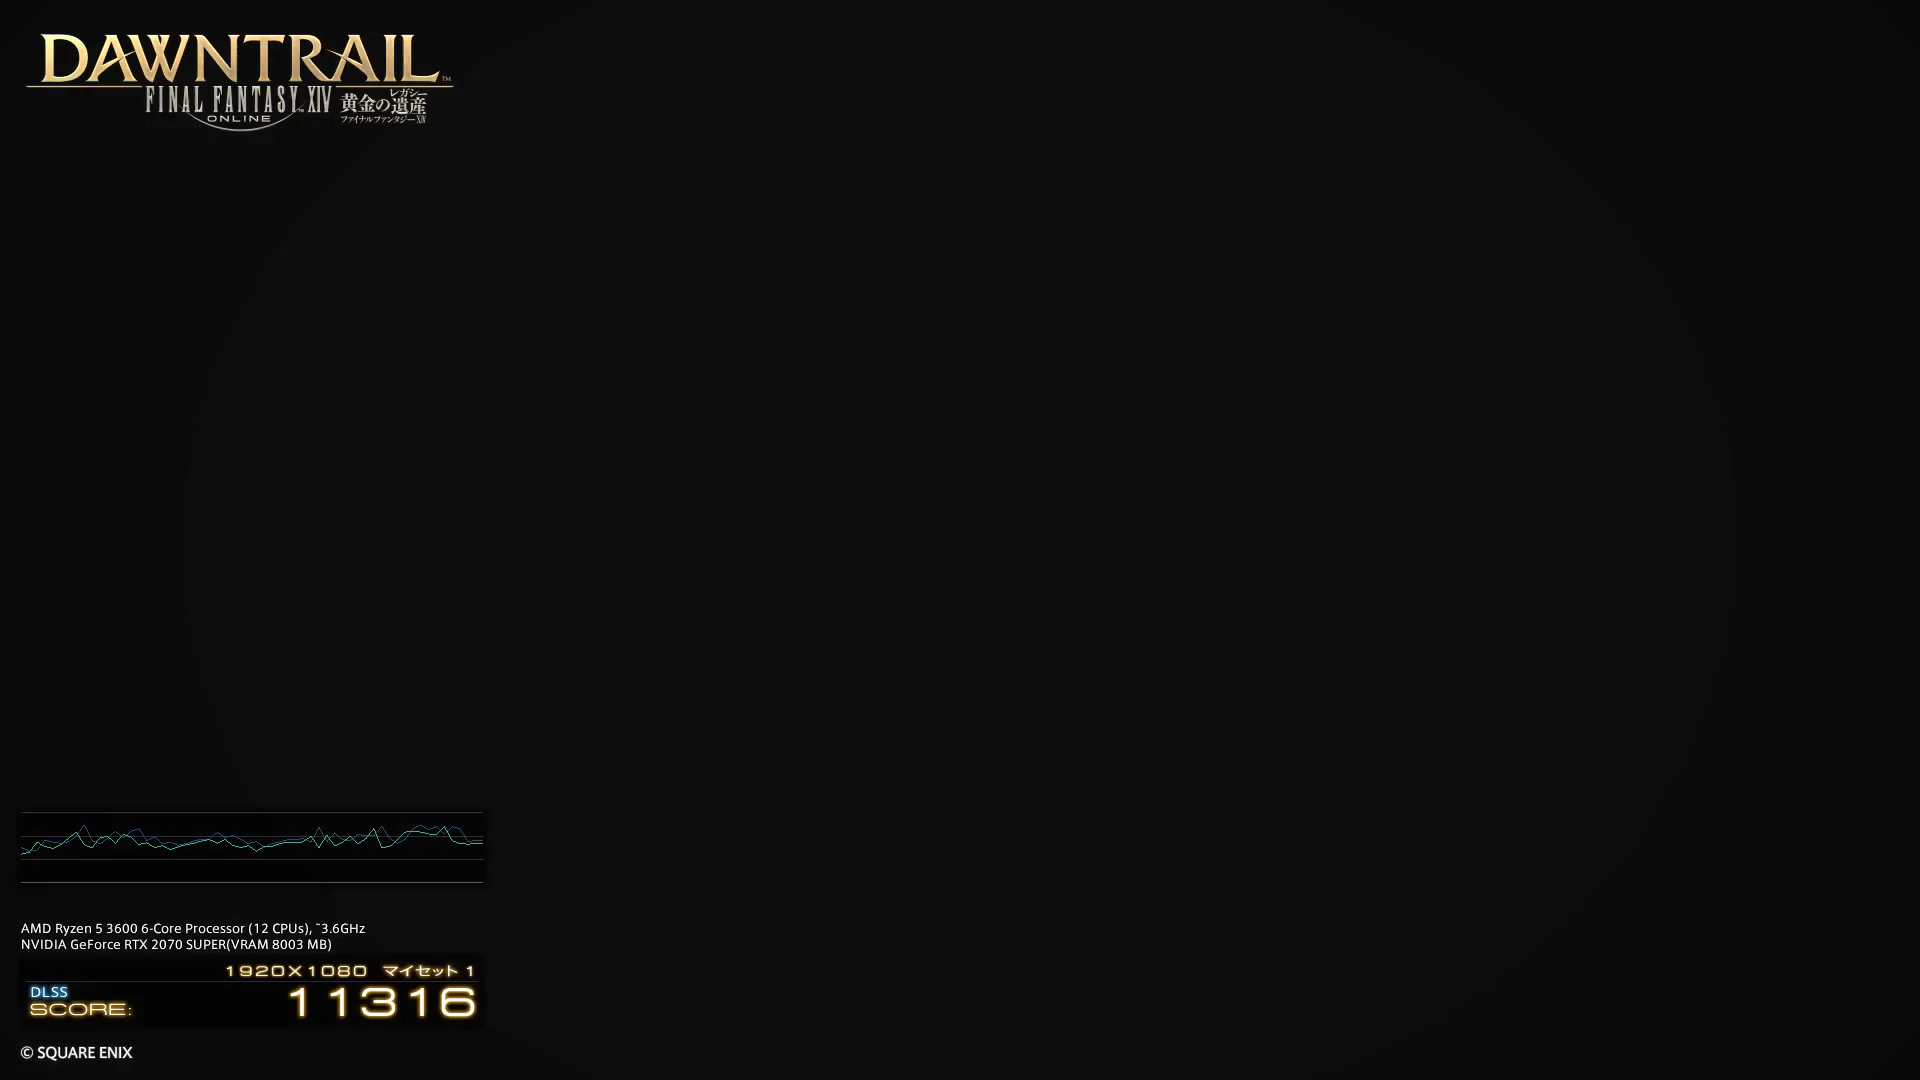 DAWNTRAIL™
FINAL FANTASY XIV
ONLINE
レガシー
黄金の遺産
ファイナルファンタジーXIV
AMD Ryzen 5 3600 6-Core Processor (12 CPUs), ~3.6GHz
NVIDIA GeForce RTX 2070 SUPER(VRAM 8003 MB)
1920X1080 マイセット 1
DLSS
SCORE: 11316
© SQUARE ENIX